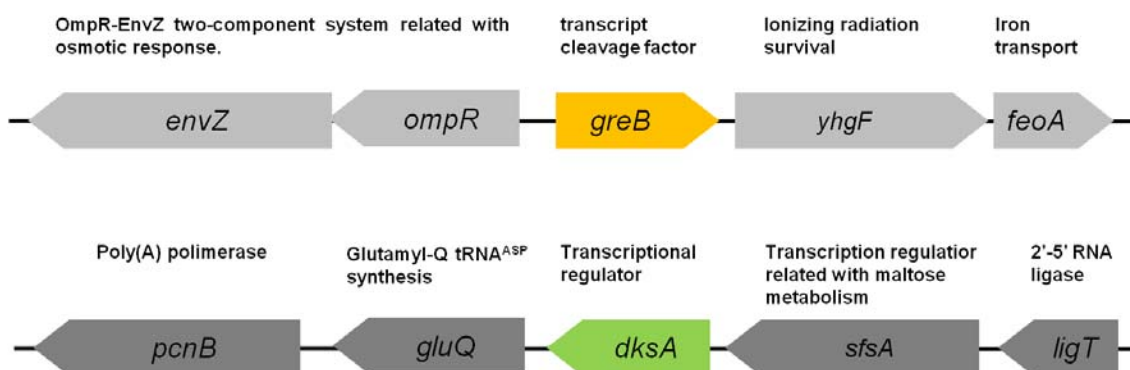 OmpR-EnvZ two-component system related with
osmotic response.
transcript
cleavage factor
Ionizing radiation
survival
Iron
transport
envZ
ompR
greB
yhgF
feoA
Poly(A) polimerase
Glutamyl-Q tRNAᴬˢᴾ
synthesis
Transcriptional
regulator
Transcription regulatior
related with maltose
metabolism
2'-5' RNA
ligase
pcnB
gluQ
dksA
sfsA
ligT